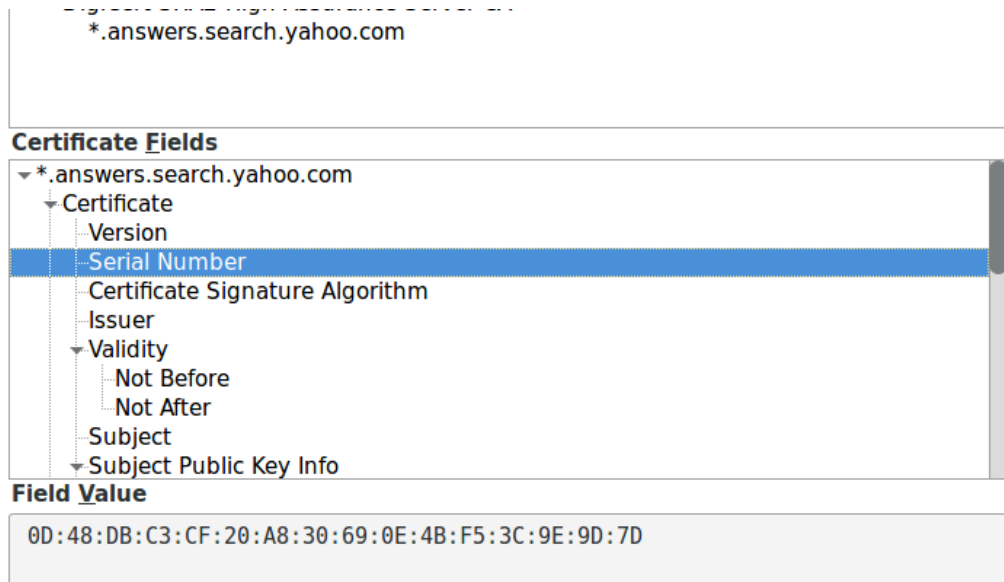 *.answers.search.yahoo.com
Certificate Fields
*.answers.search.yahoo.com
Certificate
Version
Serial Number
Certificate Signature Algorithm
Issuer
Validity
Not Before
Not After
Subject
Subject Public Key Info
Field Value
0D:48:DB:C3:CF:20:A8:30:69:0E:4B:F5:3C:9E:9D:7D